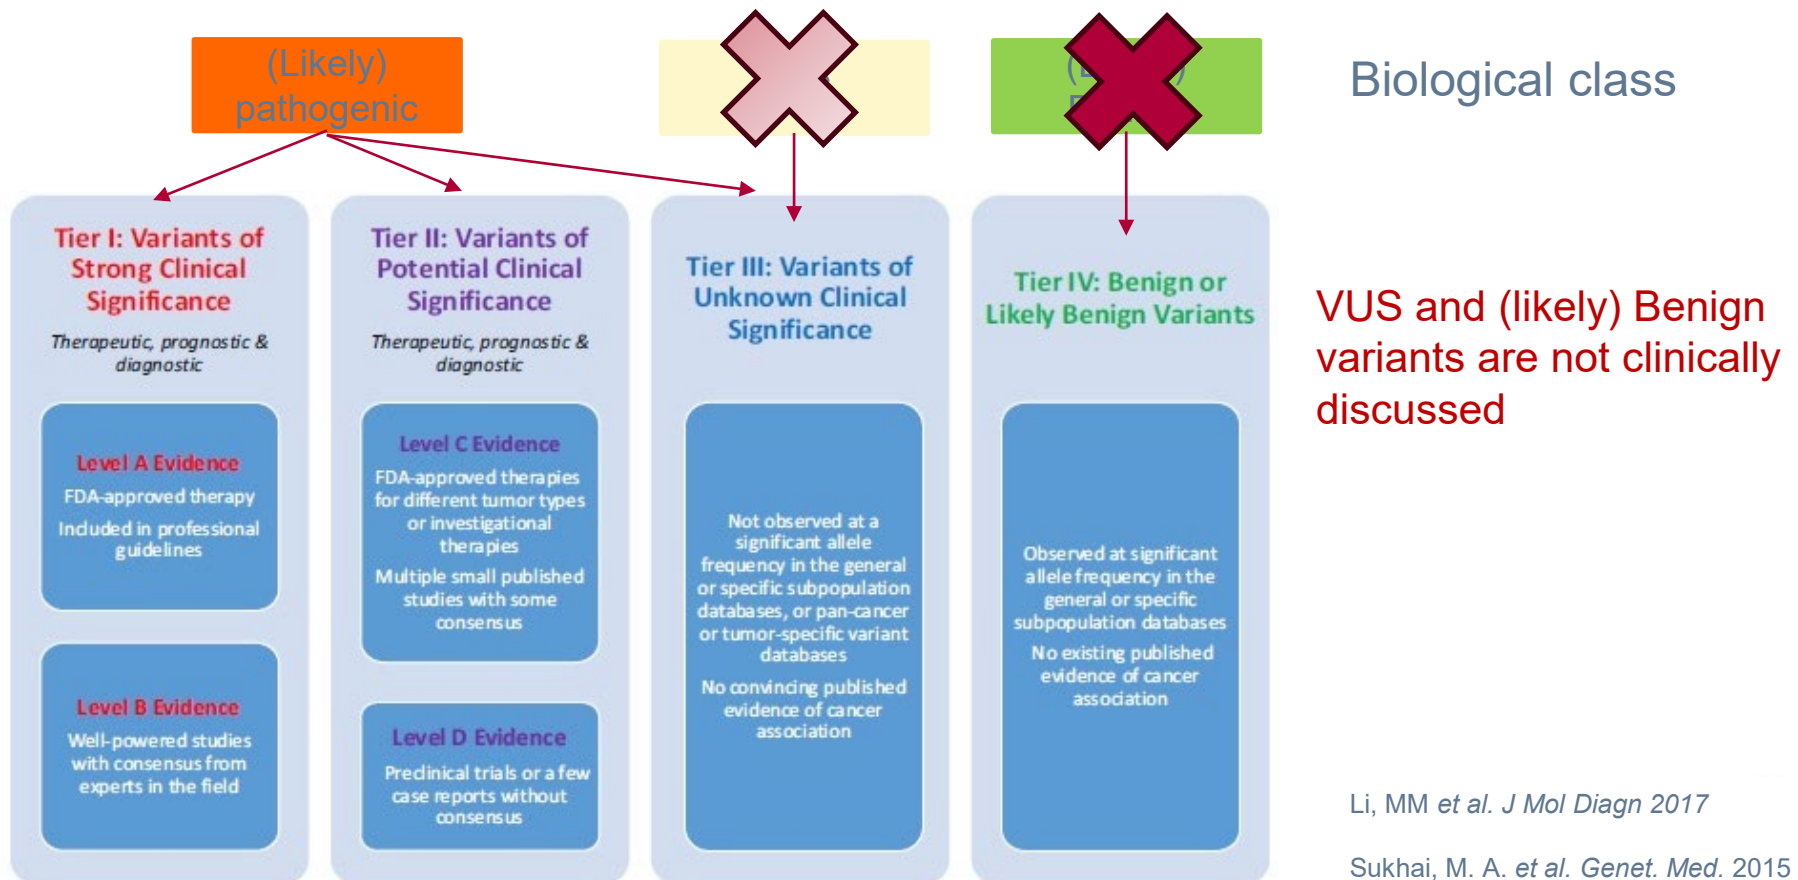 (Likely)
pathogenic
Biological class
Tier I: Variants of
Strong Clinical
Significance
Therapeutic, prognostic &
diagnostic
Level A Evidence
FDA-approved therapy
Included in professional
guidelines
Level B Evidence
Well-powered studies
with consensus from
experts in the field
Tier II: Variants of
Potential Clinical
Significance
Therapeutic, prognostic &
diagnostic
Level C Evidence
FDA-approved therapies
for different tumor types
or investigational
therapies
Multiple small published
studies with some
consensus
Level D Evidence
Preclinical trials or a few
case reports without
consensus
Tier III: Variants of
Unknown Clinical
Significance
Not observed at a
significant allele
frequency in the general
or specific subpopulation
databases, or pan-cancer
or tumor-specific variant
databases
No convincing published
evidence of cancer
association
Tier IV: Benign or
Likely Benign Variants
Observed at significant
allele frequency in the
general or specific
subpopulation databases
No existing published
evidence of cancer
association
VUS and (likely) Benign
variants are not clinically
discussed
Li, MM et al. J Mol Diagn 2017
Sukhai, M. A. et al. Genet. Med. 2015